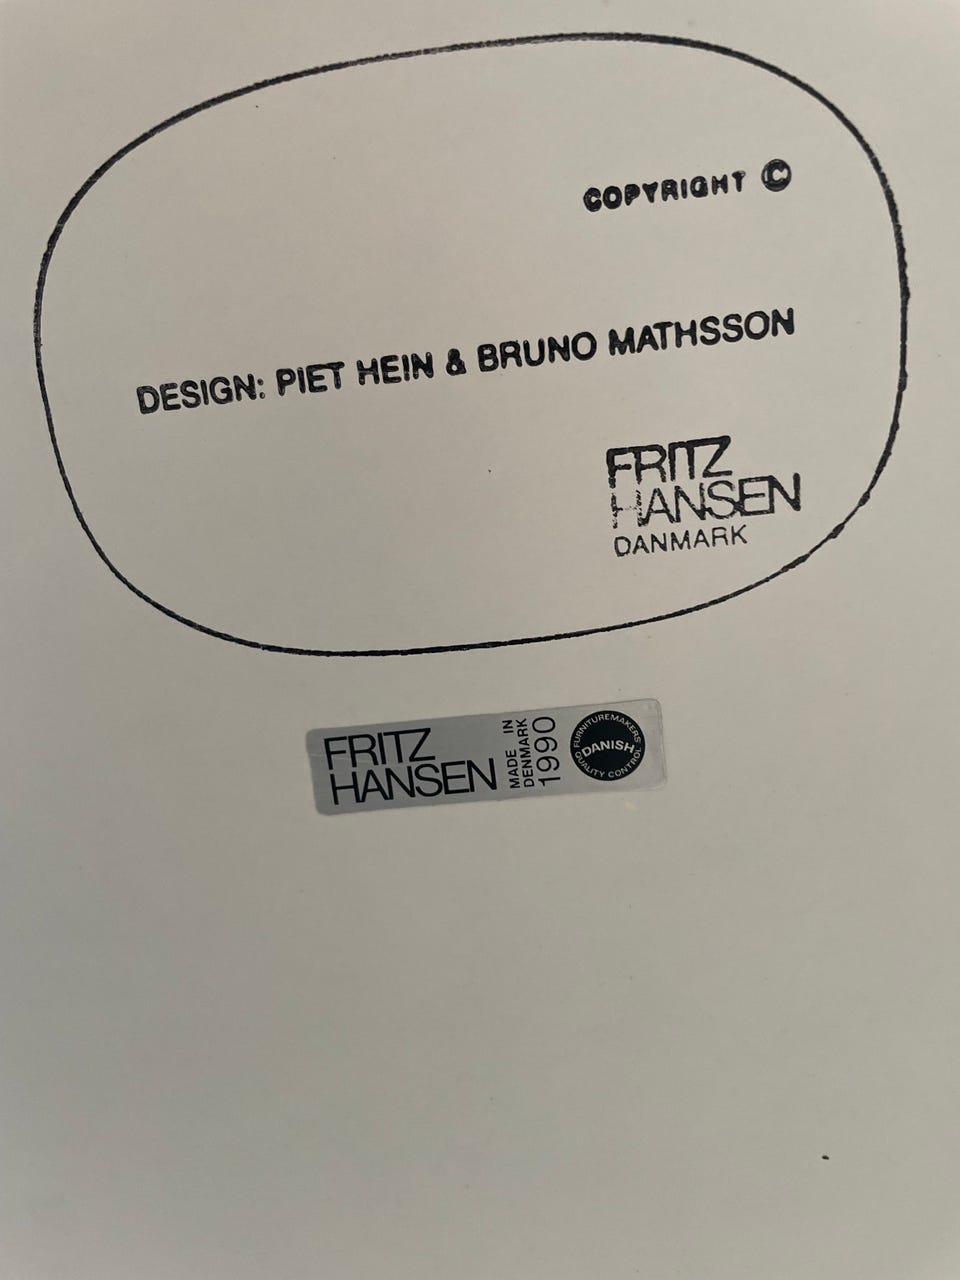 COPYRIGHT ©
DESIGN: PIET HEIN & BRUNO MATHSSON
FRITZ
HANSEN
DANMARK
FRITZ
HANSEN
MADE IN
DENMARK
1990
FURNITUREMAKERS
DANISH
QUALITY CONTROL